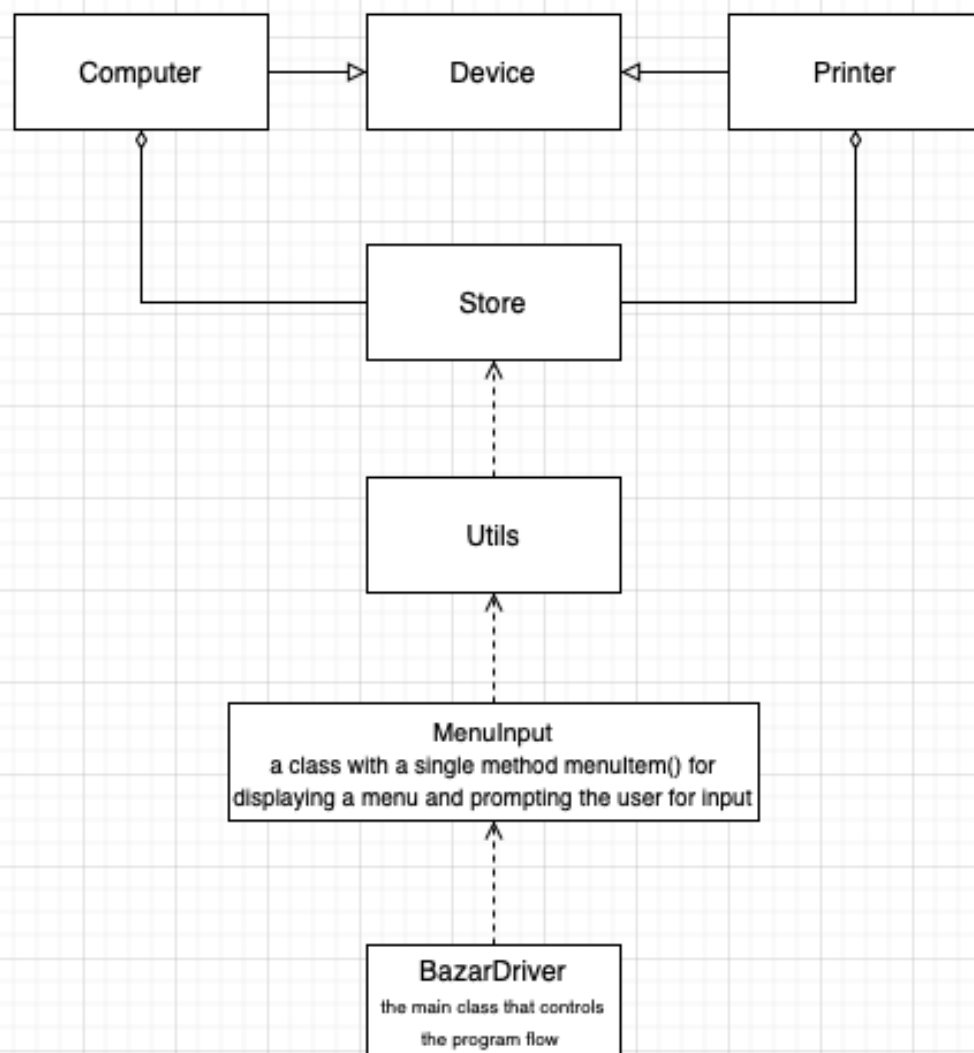 Computer
Device
Printer
Store
Utils
MenuInput
a class with a single method menuItem() for
displaying a menu and prompting the user for input
BazarDriver
the main class that controls
the program flow